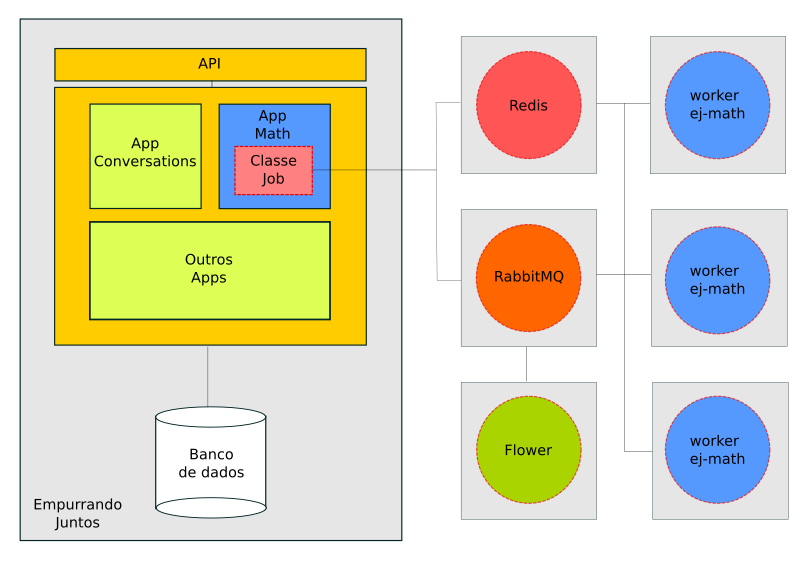 API
App
Conversations
App
Math
Classe
Job
Outros
Apps
Banco
de dados
Empurrando
Juntos
Redis
worker
ej-math
RabbitMQ
worker
ej-math
Flower
worker
ej-math